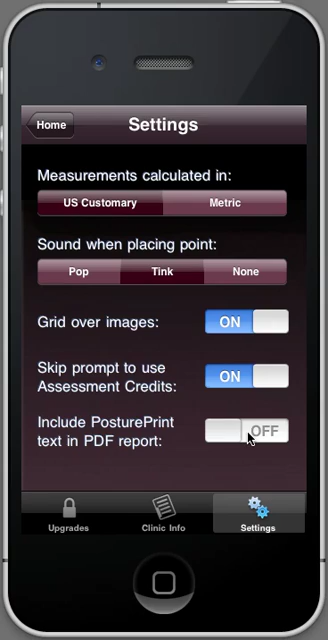 Home
Settings
Measurements calculated in:
US Customary Metric
Sound when placing point:
Pop Tink None
Grid over images: ON
Skip prompt to use
Assessment Credits: ON
Include PosturePrint
text in PDF report: OFF
Upgrades Clinic Info Settings